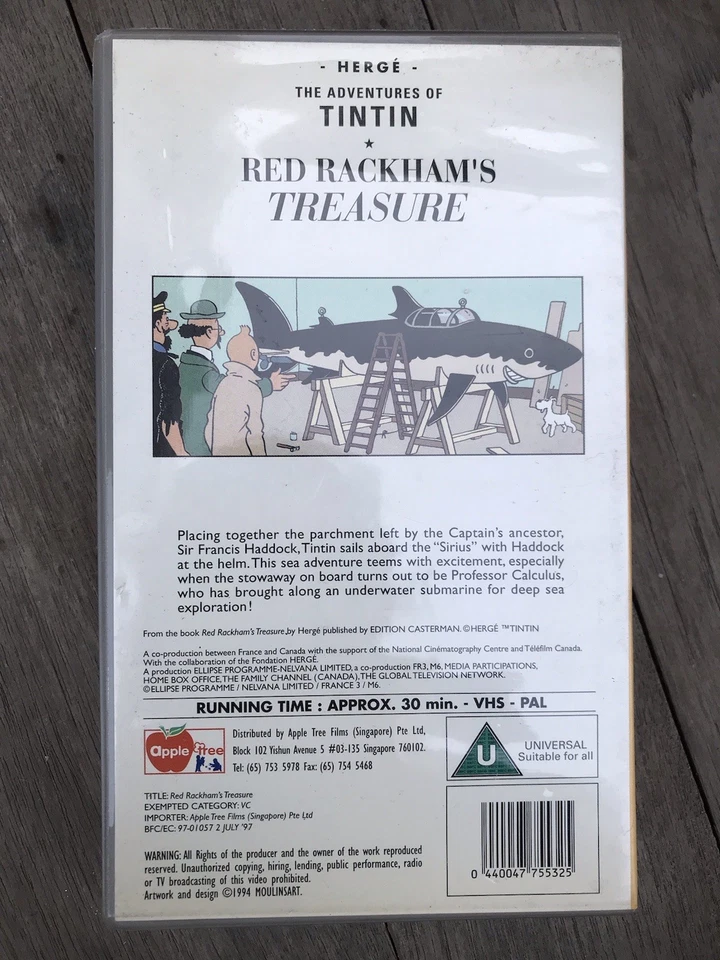 - HERGÉ -
THE ADVENTURES OF
TINTIN
RED RACKHAM'S
TREASURE
Placing together the parchment left by the Captain's ancestor,
Sir Francis Haddock, Tintin sails aboard the "Sirius" with Haddock
at the helm. This sea adventure teems with excitement, especially
when the stowaway on board turns out to be Professor Calculus,
who has brought along an underwater submarine for deep sea
exploration!
From the book Red Rackham's Treasure,by Hergé published by EDITION CASTERMAN. ©HERGÉ ™TINTIN
A co-production between France and Canada with the support of the National Cinématography Centre and Téléfilm Canada.
With the collaboration of the Fondation HERGÉ.
A production ELLIPSE PROGRAMME-NELVANA LIMITED, a co-production FR3, M6, MEDIA PARTICIPATIONS,
HOME BOX OFFICE, THE FAMILY CHANNEL (CANADA), THE GLOBAL TELEVISION NETWORK.
©ELLIPSE PROGRAMME / NELVANA LIMITED / FRANCE 3 / M6.
RUNNING TIME : APPROX. 30 min. - VHS - PAL
apple tree
Distributed by Apple Tree Films (Singapore) Pte Ltd,
Block 102 Yishun Avenue 5 #03-135 Singapore 760102.
Tel: (65) 753 5978 Fax: (65) 754 5468
U
UNIVERSAL
Suitable for all
TITLE: Red Rackham's Treasure
EXEMPTED CATEGORY: VC
IMPORTER: Apple Tree Films (Singapore) Pte Ltd
BFC/EC: 97-01057 2 JULY '97
WARNING: All Rights of the producer and the owner of the work reproduced
reserved. Unauthorized copying, hiring, lending, public performance, radio
or TV broadcasting of this video prohibited.
Artwork and design ©1994 MOULINSART.
0 440047 755325